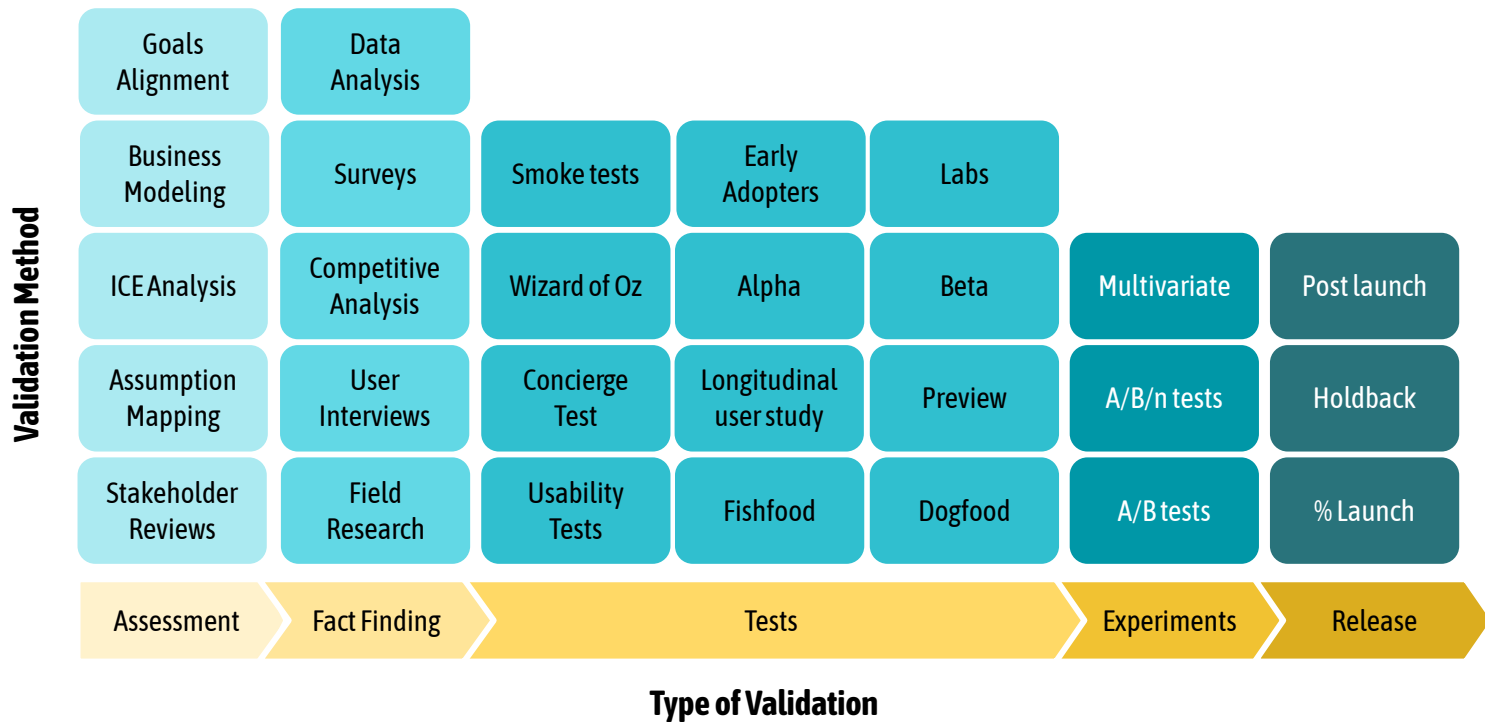 Goals
Alignment
Data
Analysis
Business
Modeling
Surveys
Smoke tests
Early
Adopters
Labs
ICE Analysis
Competitive
Analysis
Wizard of Oz
Alpha
Beta
Multivariate
Post launch
Assumption
Mapping
User
Interviews
Concierge
Test
Longitudinal
user study
Preview
A/B/n tests
Holdback
Stakeholder
Reviews
Field
Research
Usability
Tests
Fishfood
Dogfood
A/B tests
% Launch
Validation Method
Assessment
Fact Finding
Tests
Experiments
Release
Type of Validation